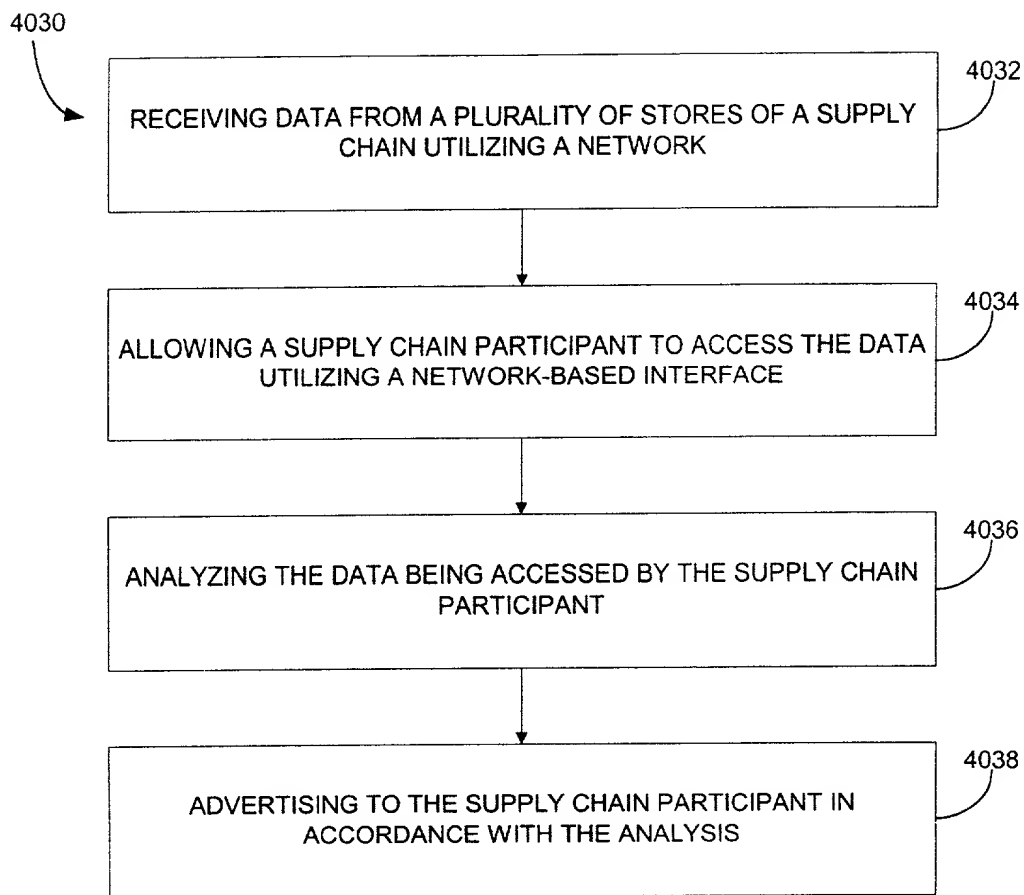 4030
4032
RECEIVING DATA FROM A PLURALITY OF STORES OF A SUPPLY
CHAIN UTILIZING A NETWORK
4034
ALLOWING A SUPPLY CHAIN PARTICIPANT TO ACCESS THE DATA
UTILIZING A NETWORK-BASED INTERFACE
4036
ANALYZING THE DATA BEING ACCESSED BY THE SUPPLY CHAIN
PARTICIPANT
4038
ADVERTISING TO THE SUPPLY CHAIN PARTICIPANT IN
ACCORDANCE WITH THE ANALYSIS